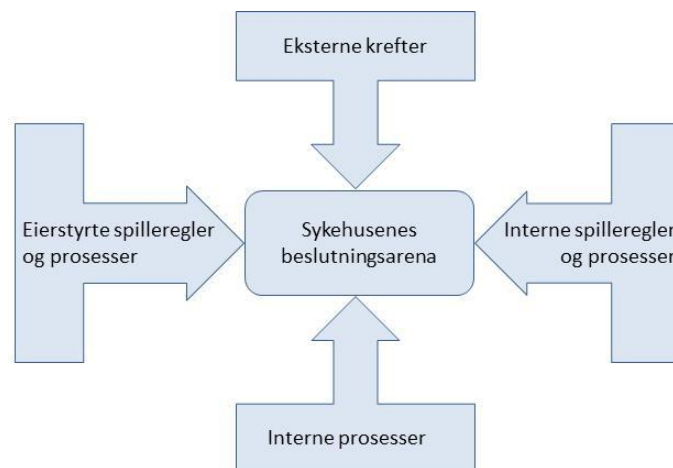 Eksterne krefter
Eierstyrte spilleregler
og prosesser
Sykehusenes
beslutningsarena
Interne spilleregler
og prosesser
Interne prosesser